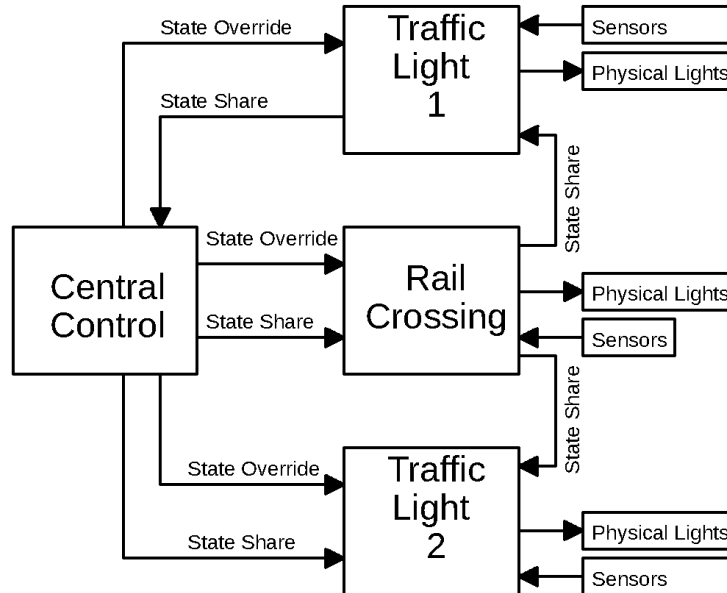 State Override
Traffic
Light
1
Sensors
Physical Lights
State Share
State Share
Central
Control
State Override
State Share
Rail
Crossing
Physical Lights
Sensors
State Share
State Override
State Share
Traffic
Light
2
Physical Lights
Sensors